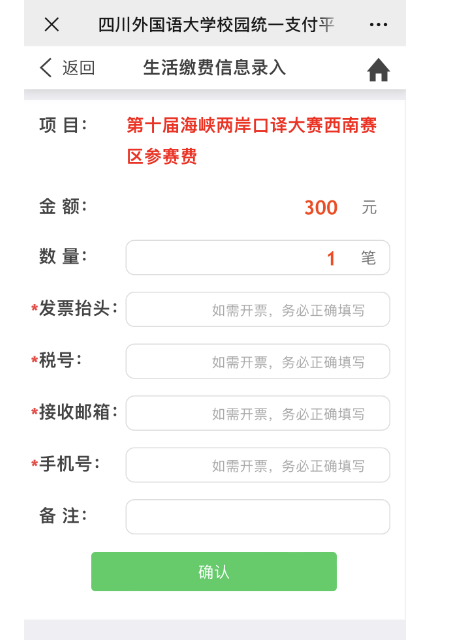 四川外国语大学校园统一支付平
返回 生活缴费信息录入
项 目： 第十届海峡两岸口译大赛西南赛
区参赛费
金 额： 300 元
数 量： 1 笔
*发票抬头： 如需开票，务必正确填写
*税号： 如需开票，务必正确填写
*接收邮箱： 如需开票，务必正确填写
*手机号： 如需开票，务必正确填写
备 注：
确认